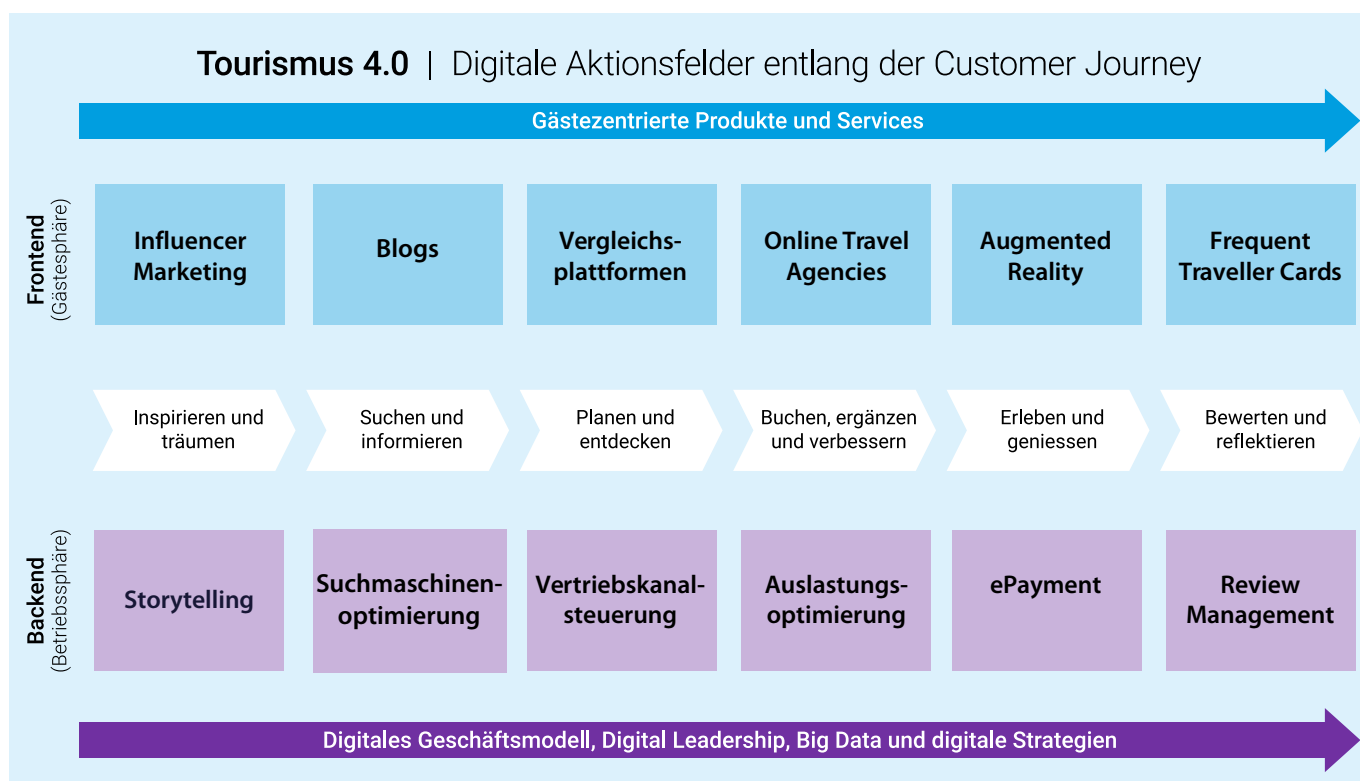 Tourismus 4.0 | Digitale Aktionsfelder entlang der Customer Journey
Gästezentrierte Produkte und Services
Frontend
(Gästesphäre)
Influencer
Marketing
Blogs
Vergleichs-
plattformen
Online Travel
Agencies
Augmented
Reality
Frequent
Traveller Cards
Inspirieren und
träumen
Suchen und
informieren
Planen und
entdecken
Buchen, ergänzen
und verbessern
Erleben und
geniessen
Bewerten und
reflektieren
Backend
(Betriebssphäre)
Storytelling
Suchmaschinen-
optimierung
Vertriebskanal-
steuerung
Auslastungs-
optimierung
ePayment
Review
Management
Digitales Geschäftsmodell, Digital Leadership, Big Data und digitale Strategien